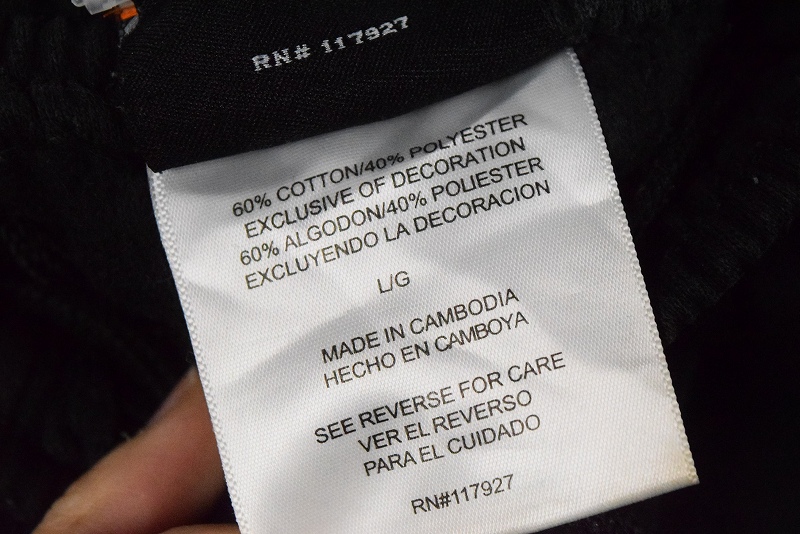 RN# 117927
60% COTTON/40% POLYESTER
EXCLUSIVE OF DECORATION
60% ALGODON/40% POLIESTER
EXCLUYENDO LA DECORACION
L/G
MADE IN CAMBODIA
HECHO EN CAMBOYA
SEE REVERSE FOR CARE
VER EL REVERSO
PARA EL CUIDADO
RN#117927